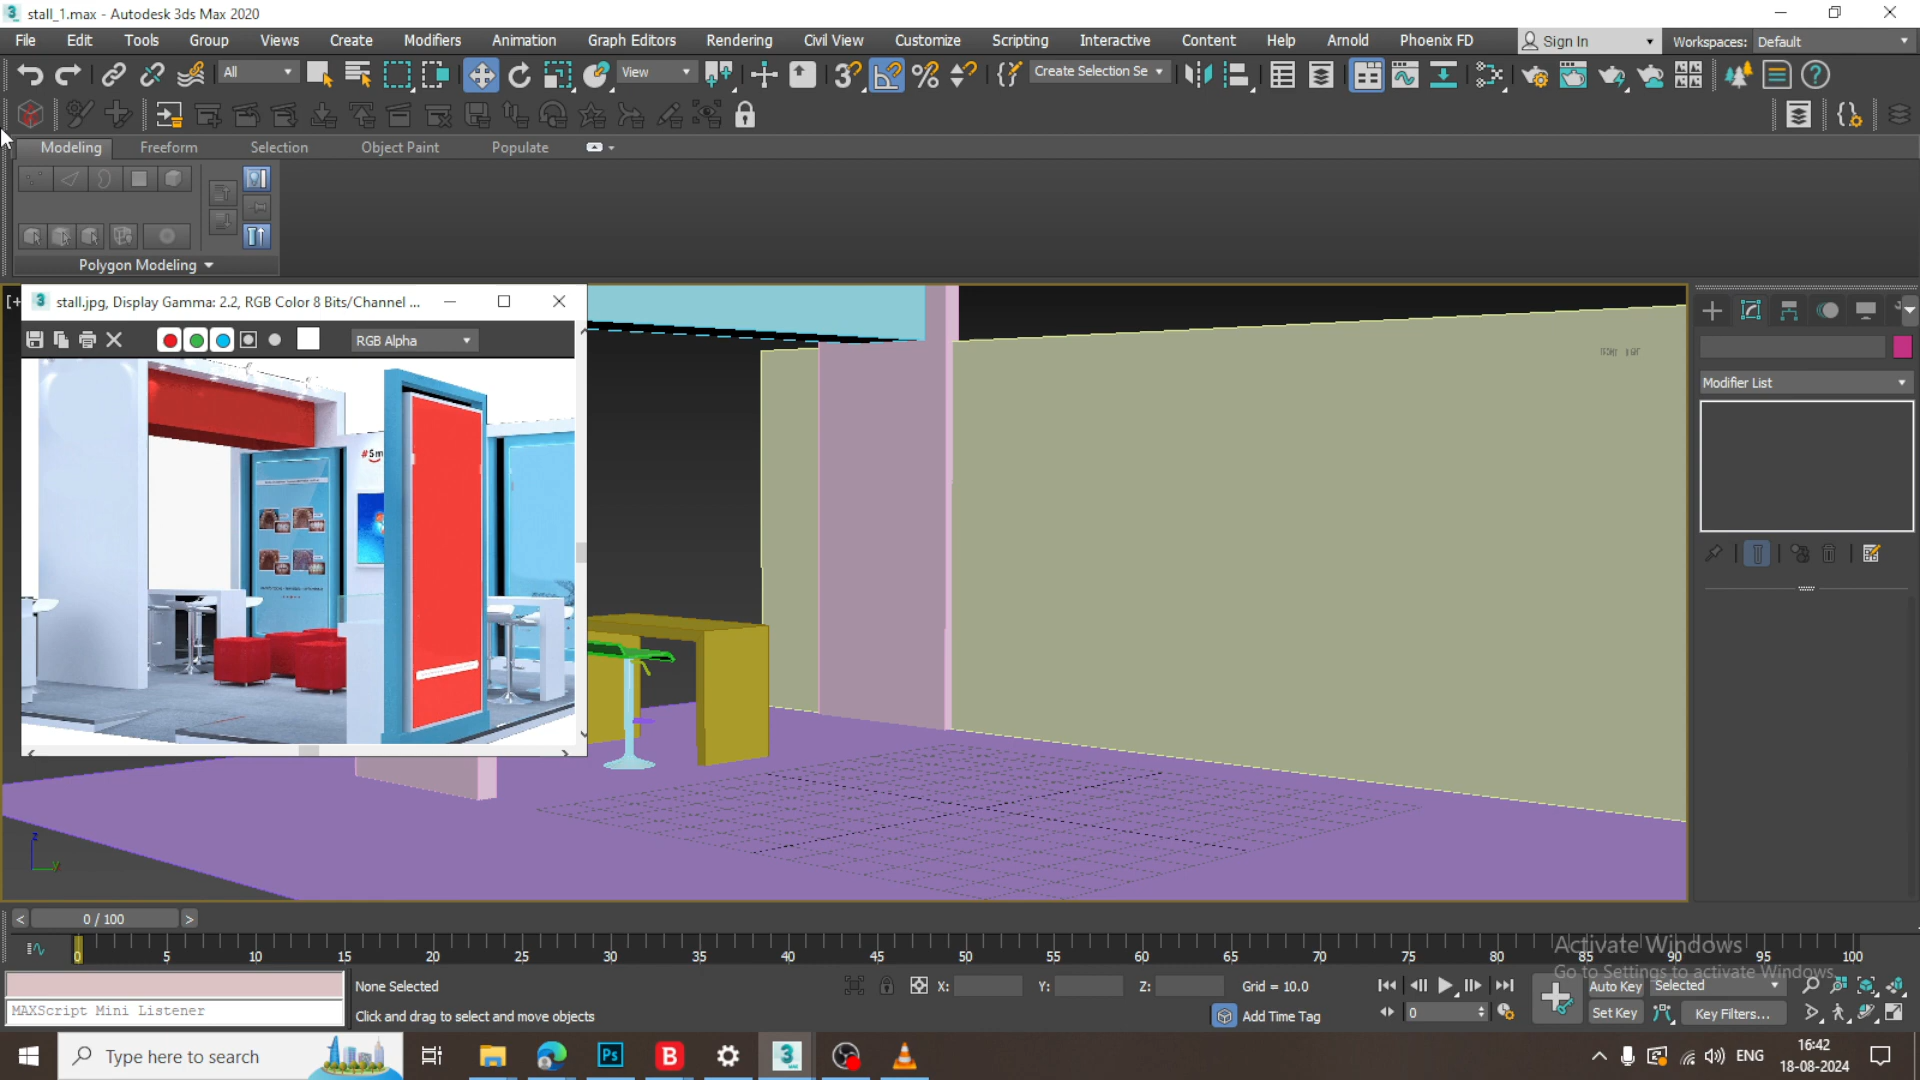 stall_1.max - Autodesk 3ds Max 2020
File Edit Tools Group Views Create Modifiers Animation Graph Editors Rendering Civil View Customize Scripting Interactive Content Help Arnold Phoenix FD Sign In Workspaces: Default
All View Create Selection Se
Modeling Freeform Selection Object Paint Populate
Polygon Modeling
[+
stall.jpg, Display Gamma: 2.2, RGB Color 8 Bits/Channel ...
RGB Alpha
#Sm
Modifier List
< 0 / 100 >
0 5 10 15 20 25 30 35 40 45 50 55 60 65 70 75 80 85 90 95 100
Activate Windows
Go to Settings to activate Windows.
None Selected X: Y: Z: Grid = 10.0 Auto Key Selected
MAXScript Mini Listener Click and drag to select and move objects Add Time Tag 0 Set Key Key Filters...
Type here to search
Ps B 3 ENG
16:42
18-08-2024
z
y